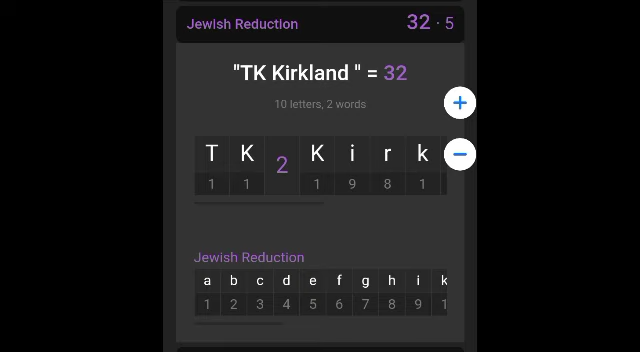 Jewish Reduction 32 · 5
"TK Kirkland " = 32
10 letters, 2 words
T K 2 K i r k
1 1 1 9 8 1
Jewish Reduction
a b c d e f g h i k
1 2 3 4 5 6 7 8 9 1